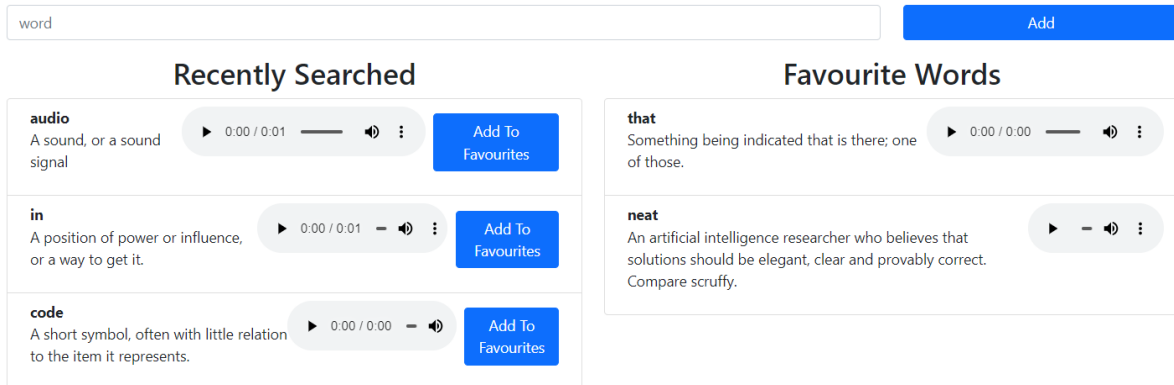 word
Add
Recently Searched
audio
A sound, or a sound
signal
0:00 / 0:01
Add To
Favourites
in
A position of power or influence,
or a way to get it.
0:00 / 0:01
Add To
Favourites
code
A short symbol, often with little relation
to the item it represents.
0:00 / 0:00
Add To
Favourites
Favourite Words
that
Something being indicated that is there; one
of those.
0:00 / 0:00
neat
An artificial intelligence researcher who believes that
solutions should be elegant, clear and provably correct.
Compare scruffy.